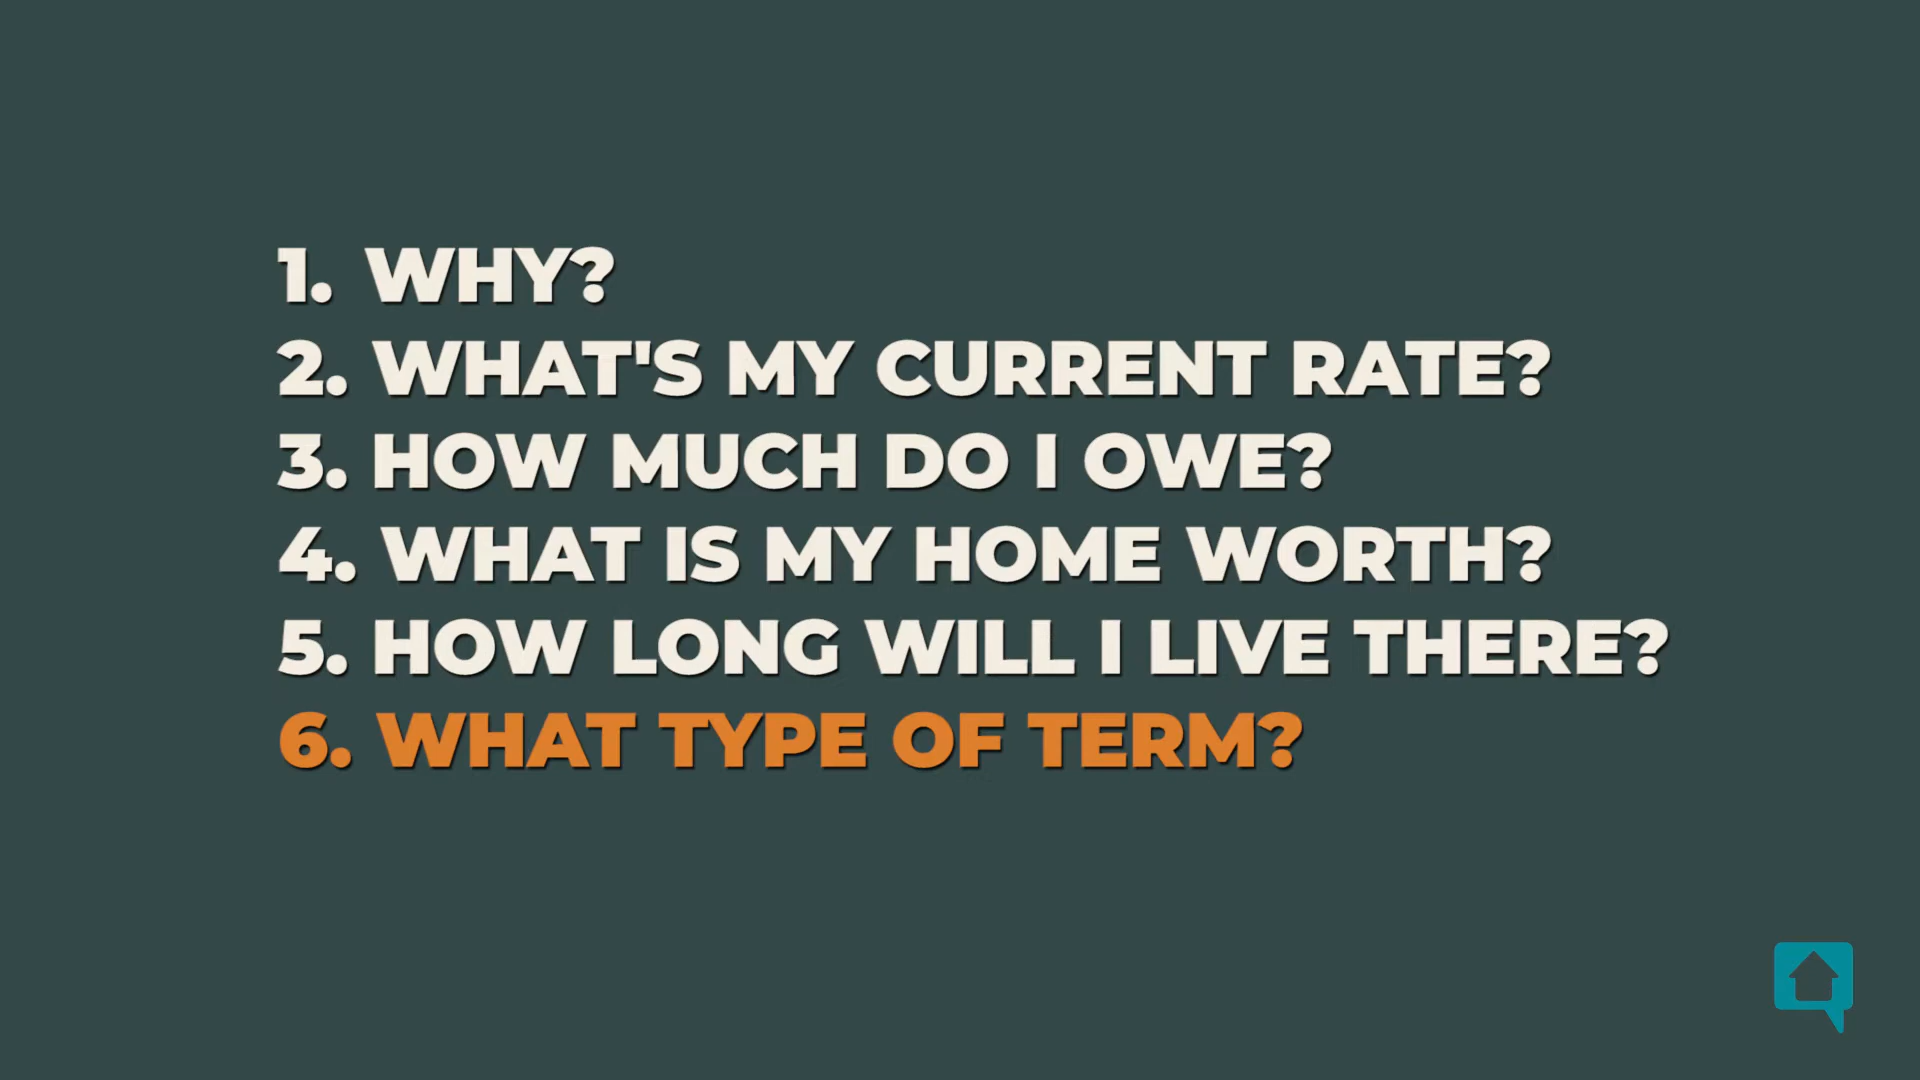 1. WHY?
2. WHAT'S MY CURRENT RATE?
3. HOW MUCH DO I OWE?
4. WHAT IS MY HOME WORTH?
5. HOW LONG WILL I LIVE THERE?
6. WHAT TYPE OF TERM?